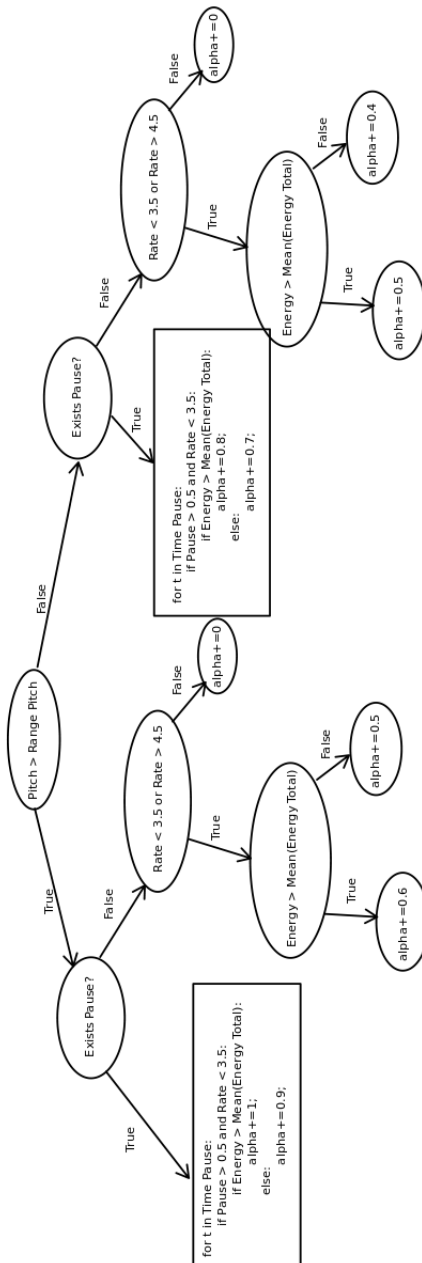 Pitch > Range Pitch
True
False
Exists Pause?
True
False
for t in Time Pause:
if Pause > 0.5 and Rate < 3.5:
if Energy > Mean(Energy Total):
alpha+=1;
else:
alpha+=0.9;
Rate < 3.5 or Rate > 4.5
True
False
alpha+=0
Energy > Mean(Energy Total)
True
False
alpha+=0.6
alpha+=0.5
Exists Pause?
True
False
for t in Time Pause:
if Pause > 0.5 and Rate < 3.5:
if Energy > Mean(Energy Total):
alpha+=0.8;
else:
alpha+=0.7;
Rate < 3.5 or Rate > 4.5
True
False
alpha+=0
Energy > Mean(Energy Total)
True
False
alpha+=0.5
alpha+=0.4